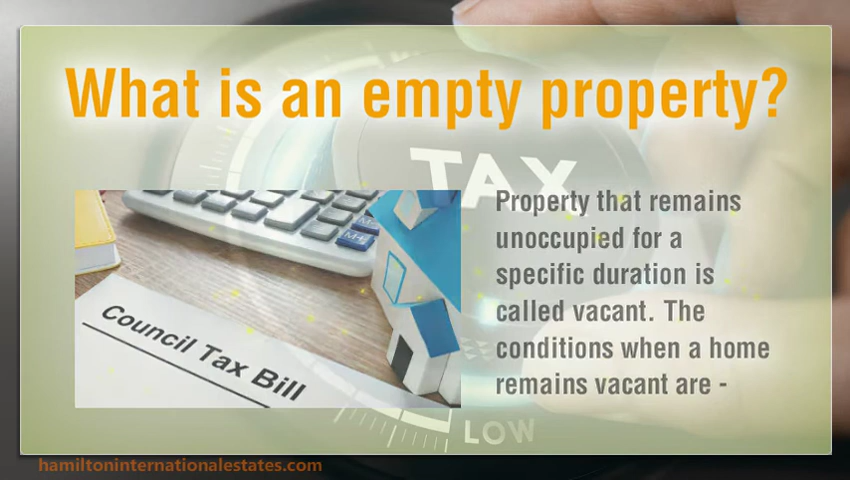 What is an empty property?
TAX
Property that remains
unoccupied for a
specific duration is
called vacant. The
conditions when a home
remains vacant are -
M+
Council Tax Bill
LOW
hamiltoninternationalestates.com